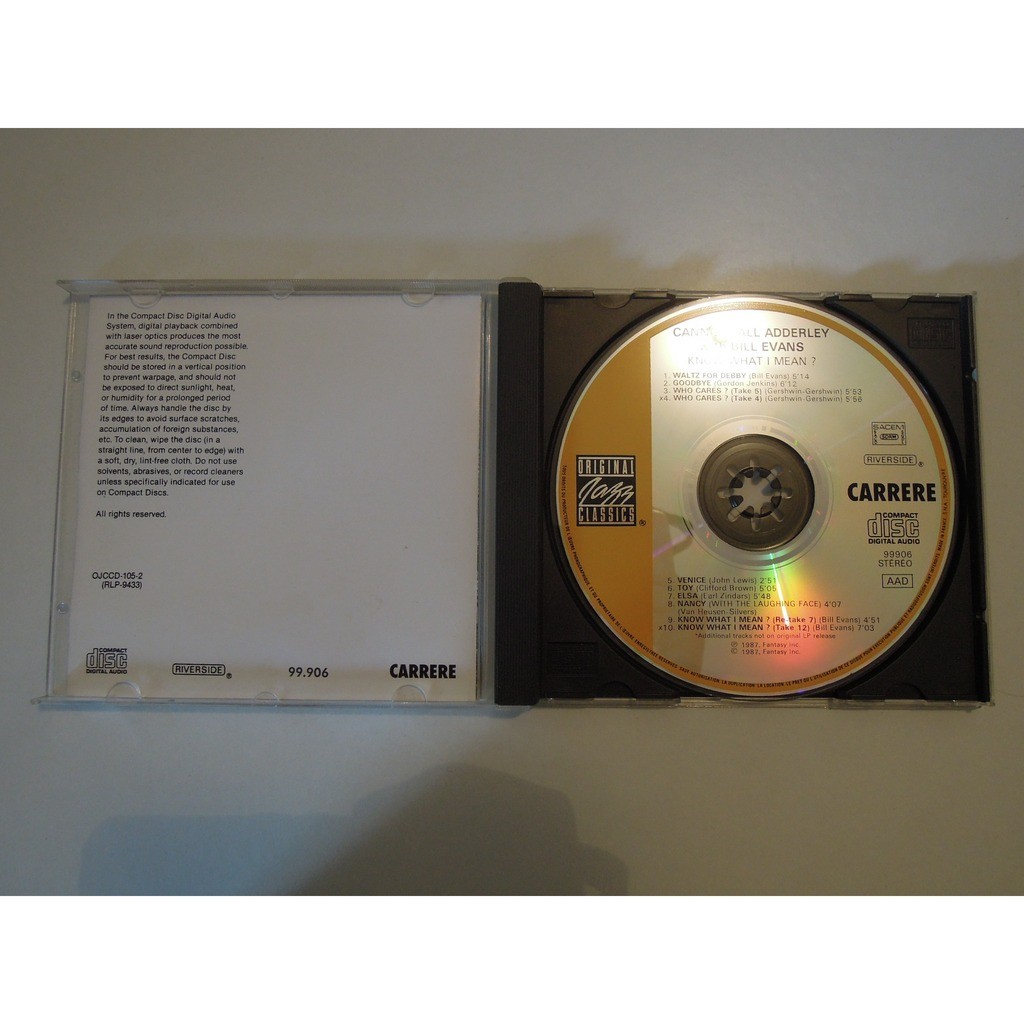 In the Compact Disc Digital Audio
System, digital playback combined
with laser optics produces the most
accurate sound reproduction possible.
For best results, the Compact Disc
should be stored in a vertical position
to prevent warpage, and should not
be exposed to direct sunlight, heat,
or humidity for a prolonged period
of time. Always handle the disc by
its edges to avoid surface scratches,
accumulation of foreign substances,
etc. To clean, wipe the disc (in a
straight line, from center to edge) with
a soft, dry, lint-free cloth. Do not use
solvents, abrasives, or record cleaners
unless specifically indicated for use
on Compact Discs.
All rights reserved.
OJCCD-105-2
(RLP-9433)
COMPACT
disc
DIGITAL AUDIO
RIVERSIDE®
99.906
CARRERE
ADDERLEY
BILL EVANS
KNOW WHAT I MEAN ?
1. WALTZ FOR DEBBY (Bill Evans) 5'14
2. GOODBYE (Gordon Jenkins) 6'12
3. WHO CARES ? (Take 5) (Gershwin-Gershwin) 5'53
x4. WHO CARES ? (Take 4) (Gershwin-Gershwin) 5'56
SACEM
RIVERSIDE®
ORIGINAL
Jazz
CLASSICS®
CARRERE
COMPACT
disc
DIGITAL AUDIO
99906
STÉRÉO
AAD
5. VENICE (John Lewis) 2'51
6. TOY (Clifford Brown) 5'05
7. ELSA (Earl Zindars) 5'48
8. NANCY (WITH THE LAUGHING FACE) 4'07
(Van Heusen-Silvers)
9. KNOW WHAT I MEAN ? (Re-take 7) (Bill Evans) 4'51
x10. KNOW WHAT I MEAN ? (Take 12) (Bill Evans) 7'03
*Additional tracks not on original LP release
℗ 1987, Fantasy Inc.
© 1987, Fantasy Inc.